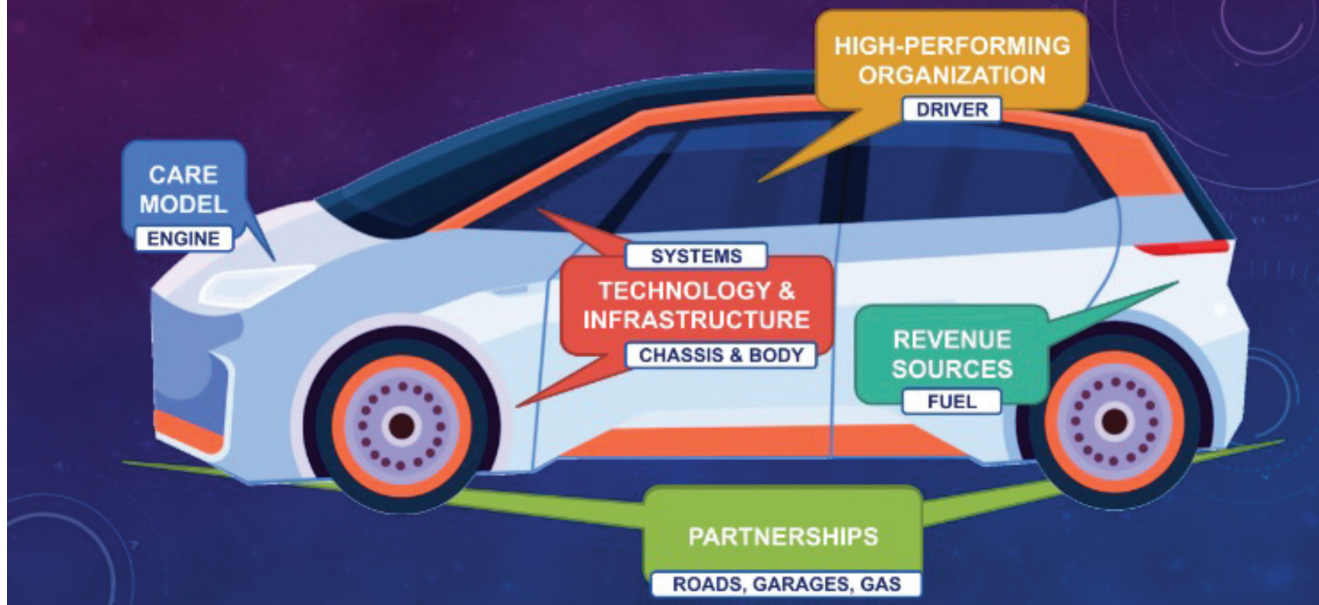 HIGH-PERFORMING
ORGANIZATION
DRIVER
CARE
MODEL
ENGINE
SYSTEMS
TECHNOLOGY &
INFRASTRUCTURE
CHASSIS & BODY
REVENUE
SOURCES
FUEL
PARTNERSHIPS
ROADS, GARAGES, GAS